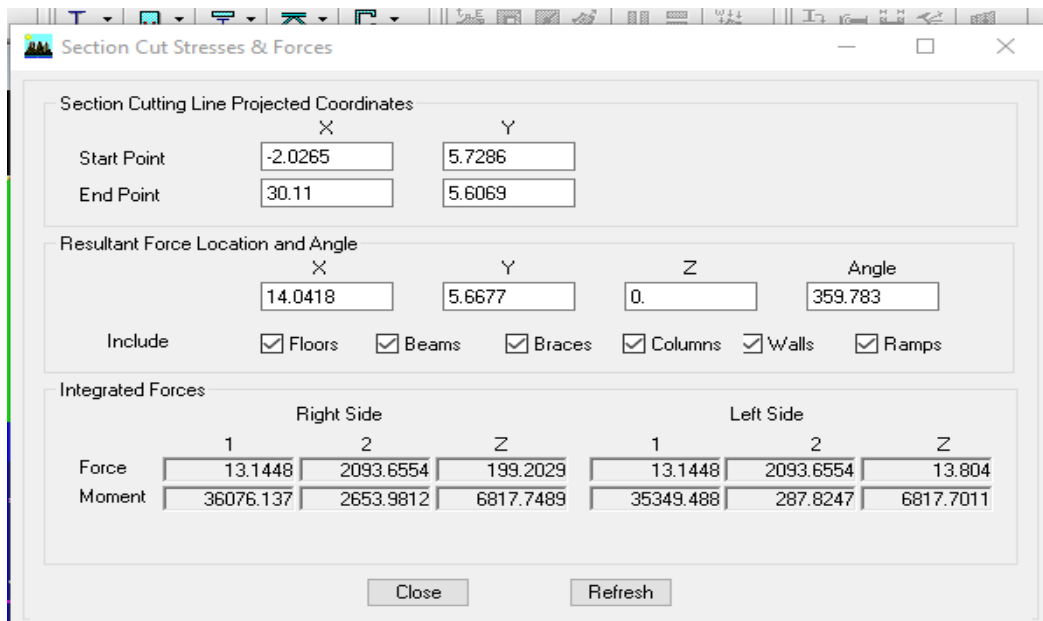 Section Cut Stresses & Forces
Section Cutting Line Projected Coordinates
X Y
Start Point -2.0265 5.7286
End Point 30.11 5.6069
Resultant Force Location and Angle
X Y Z Angle
14.0418 5.6677 0. 359.783
Include Floors Beams Braces Columns Walls Ramps
Integrated Forces
Right Side Left Side
1 2 Z 1 2 Z
Force 13.1448 2093.6554 199.2029 13.1448 2093.6554 13.804
Moment 36076.137 2653.9812 6817.7489 35349.488 287.8247 6817.7011
Close Refresh